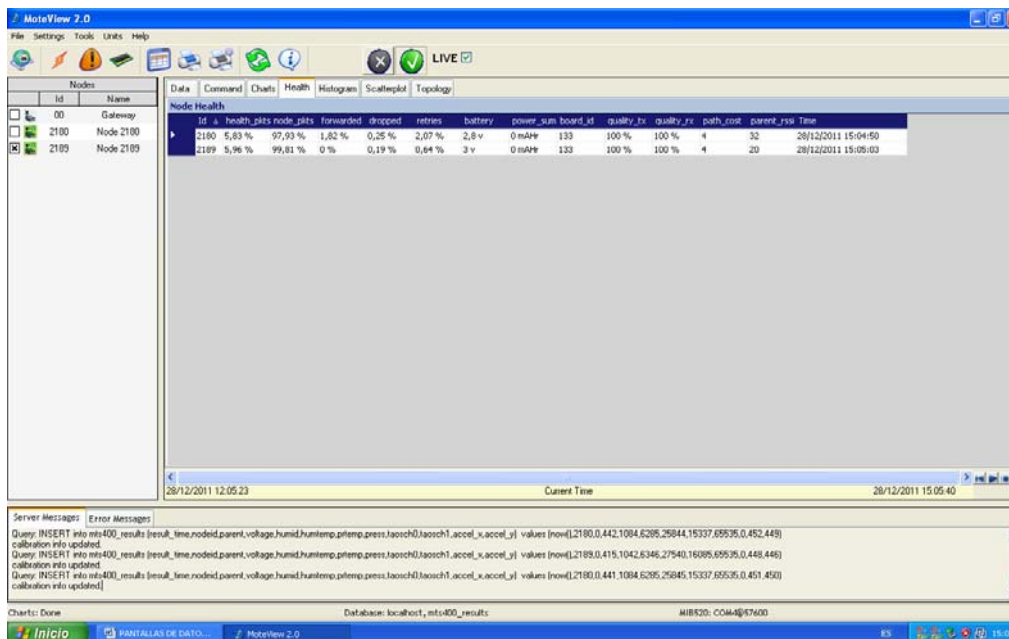 MoteView 2.0
File Settings Tools Units Help
LIVE
Nodes
Id Name
00 Gateway
2180 Node 2180
2189 Node 2189
Data Command Charts Health Histogram Scatterplot Topology
Node Health
Id health_pkts node_pkts forwarded dropped retries battery power_sum board_id quality_tx quality_rx path_cost parent_rssi Time
2180 5,83 % 97,93 % 1,82 % 0,25 % 2,07 % 2,8 v 0 mAHr 133 100 % 100 % 4 32 28/12/2011 15:04:50
2189 5,96 % 99,81 % 0 % 0,19 % 0,64 % 3 v 0 mAHr 133 100 % 100 % 4 20 28/12/2011 15:05:03
28/12/2011 12:05:23 Current Time 28/12/2011 15:05:40
Server Messages Error Messages
Query: INSERT into mts400_results (result_time,nodeid,parent,voltage,humid,humtemp,prtemp,press,taosch0,taosch1,accel_x,accel_y) values (now(),2180,0,442,1084,6285,25844,15337,65535,0,452,449)
calibration info updated.
Query: INSERT into mts400_results (result_time,nodeid,parent,voltage,humid,humtemp,prtemp,press,taosch0,taosch1,accel_x,accel_y) values (now(),2189,0,415,1042,6346,27540,16085,65535,0,448,446)
calibration info updated.
Query: INSERT into mts400_results (result_time,nodeid,parent,voltage,humid,humtemp,prtemp,press,taosch0,taosch1,accel_x,accel_y) values (now(),2180,0,441,1084,6285,25845,15337,65535,0,451,450)
calibration info updated.
Charts: Done Database: localhost, mts400_results MIB520: COM4@57600
Inicio PANTALLAS DE DATO... MoteView 2.0 ES